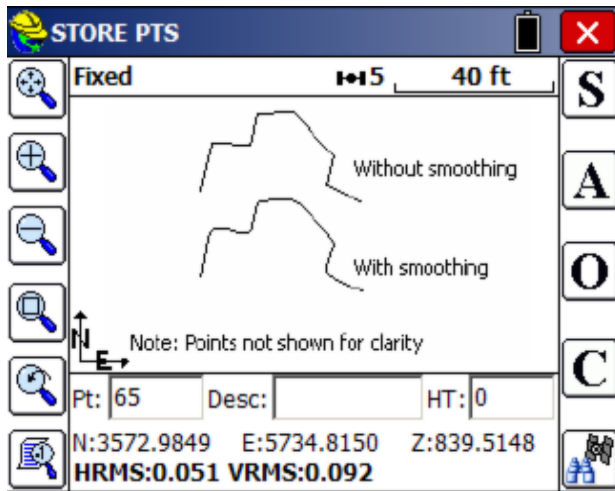 STORE PTS
Fixed 5 40 ft
S
Without smoothing
A
With smoothing
O
N
E
Note: Points not shown for clarity
C
Pt: 65 Desc: HT: 0
N:3572.9849 E:5734.8150 Z:839.5148
HRMS:0.051 VRMS:0.092